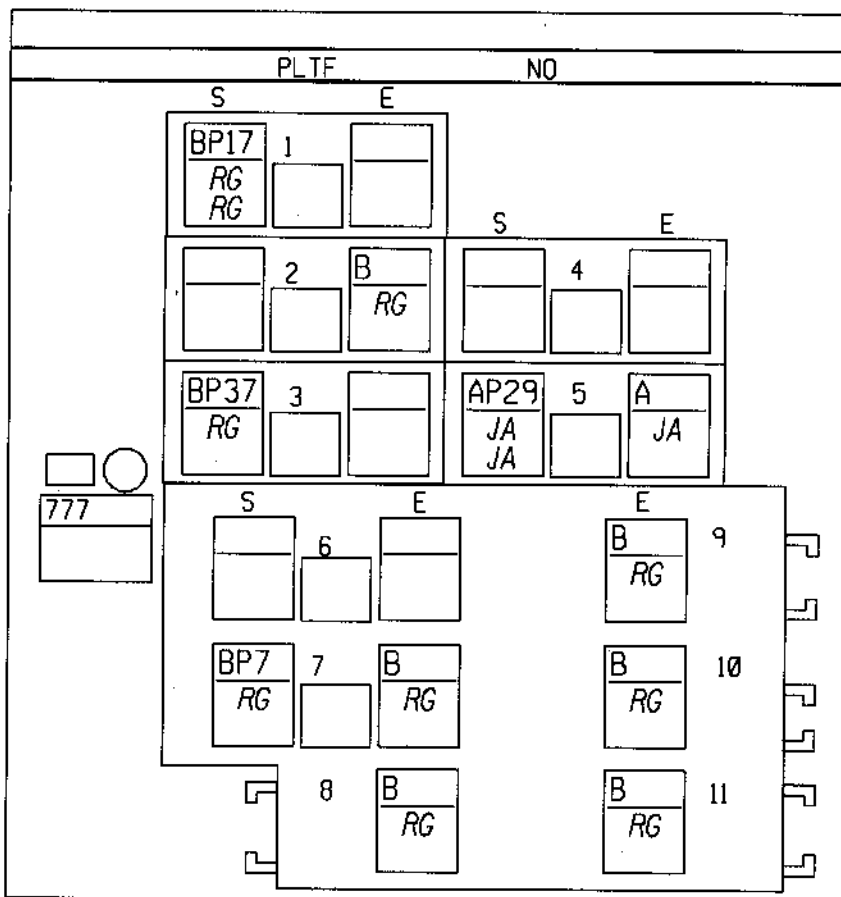 PLTF NO
S E
BP17 1
RG
RG
S E
2 B 4
RG
BP37 3 AP29 5 A
RG JA JA
JA
777
S E E
6 B 9
RG
BP7 7 B B 10
RG RG RG
8 B B 11
RG RG